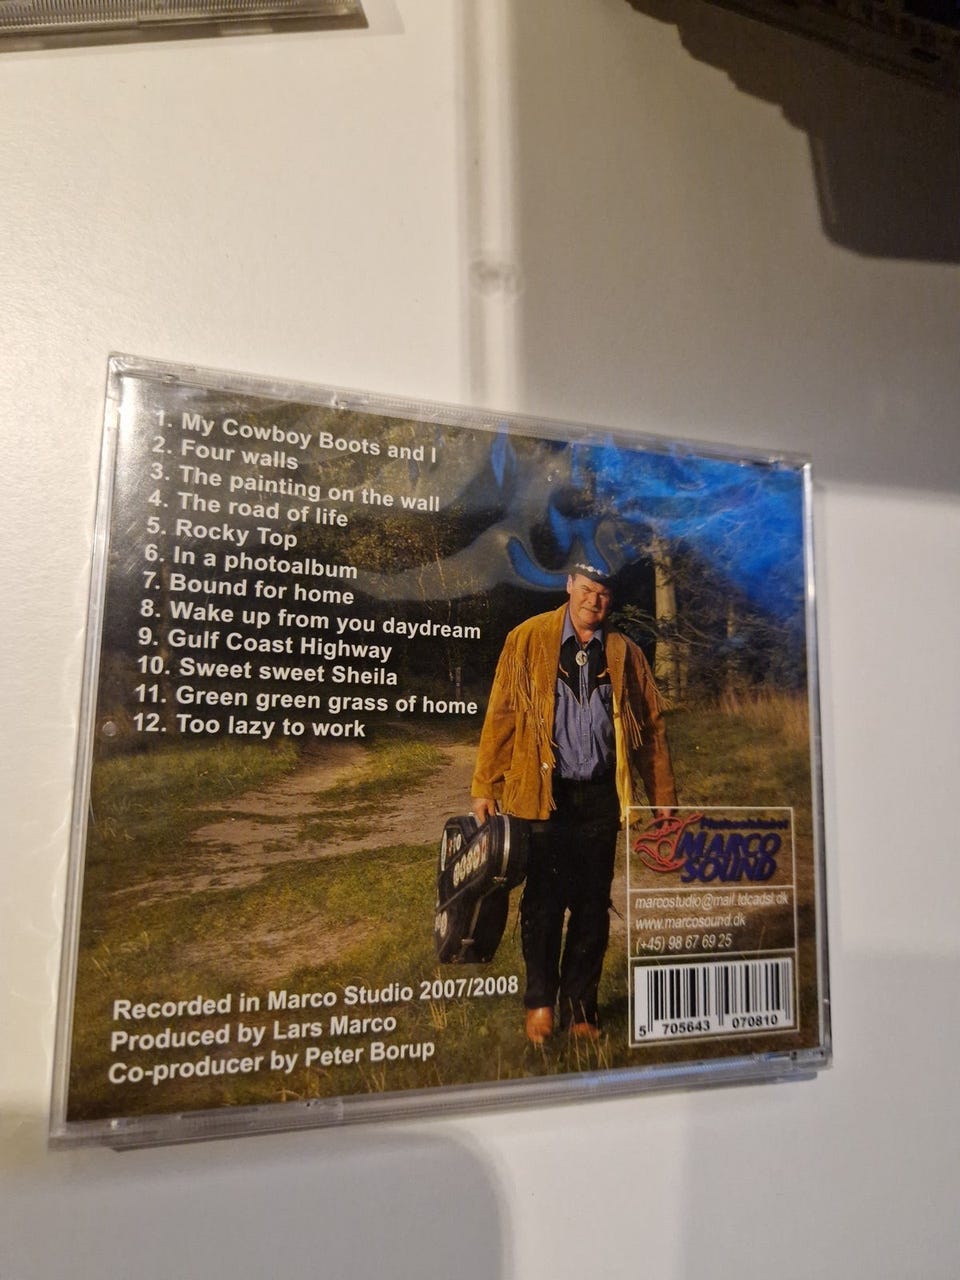 1. My Cowboy Boots and I
2. Four walls
3. The painting on the wall
4. The road of life
5. Rocky Top
6. In a photoalbum
7. Bound for home
8. Wake up from you daydream
9. Gulf Coast Highway
10. Sweet sweet Sheila
11. Green green grass of home
12. Too lazy to work
Recorded in Marco Studio 2007/2008
Produced by Lars Marco
Co-producer by Peter Borup
MARCO
SOUND
marcostudio@mail.tdcadsl.dk
www.marcosound.dk
(+45) 98 67 69 25
5 705643 070810